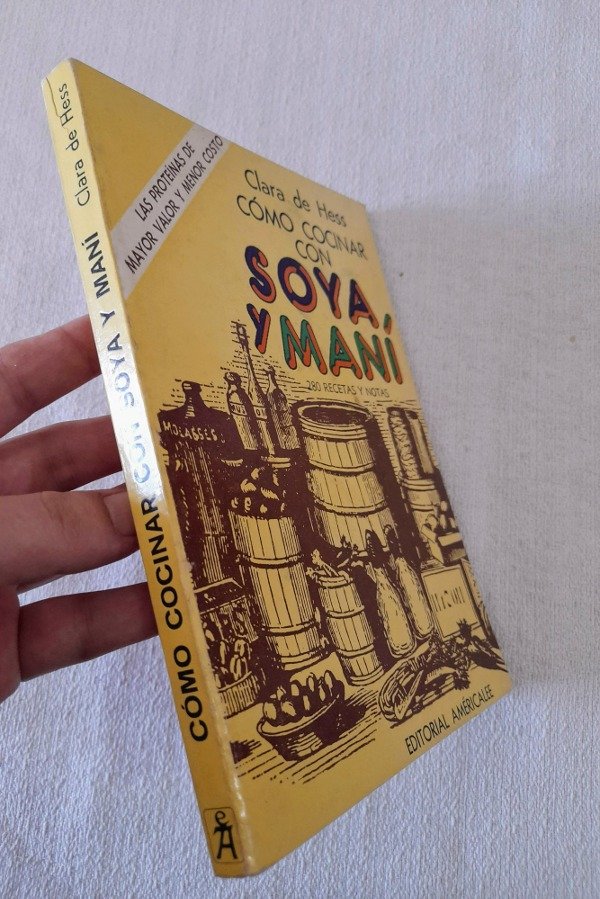 CÓMO COCINAR CON SOYA Y MANÍ Clara de Hess
LAS PROTEÍNAS DE
MAYOR VALOR Y MENOR COSTO
Clara de Hess
CÓMO COCINAR
CON
SOYA
Y MANÍ
280 RECETAS Y NOTAS
MOLASSES
EDITORIAL AMÉRICALEE